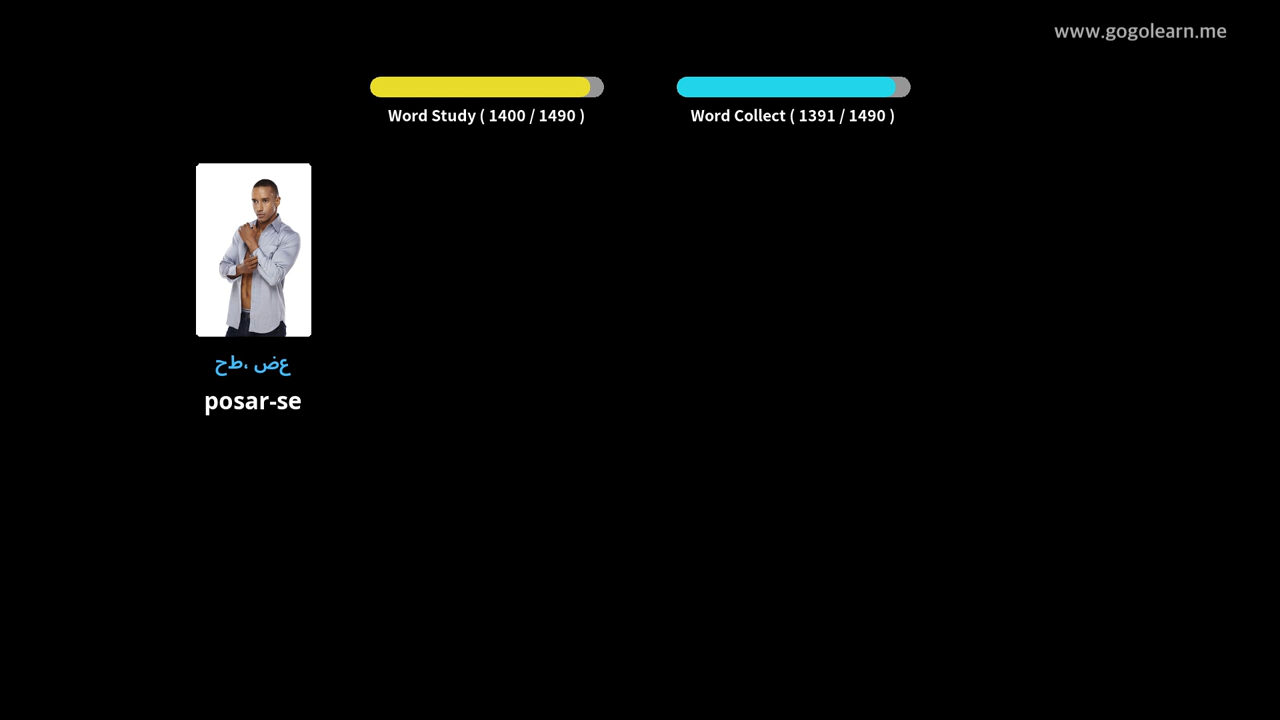 www.gogolearn.me
Word Study ( 1400 / 1490 )
Word Collect ( 1391 / 1490 )
عض ،طح
posar-se